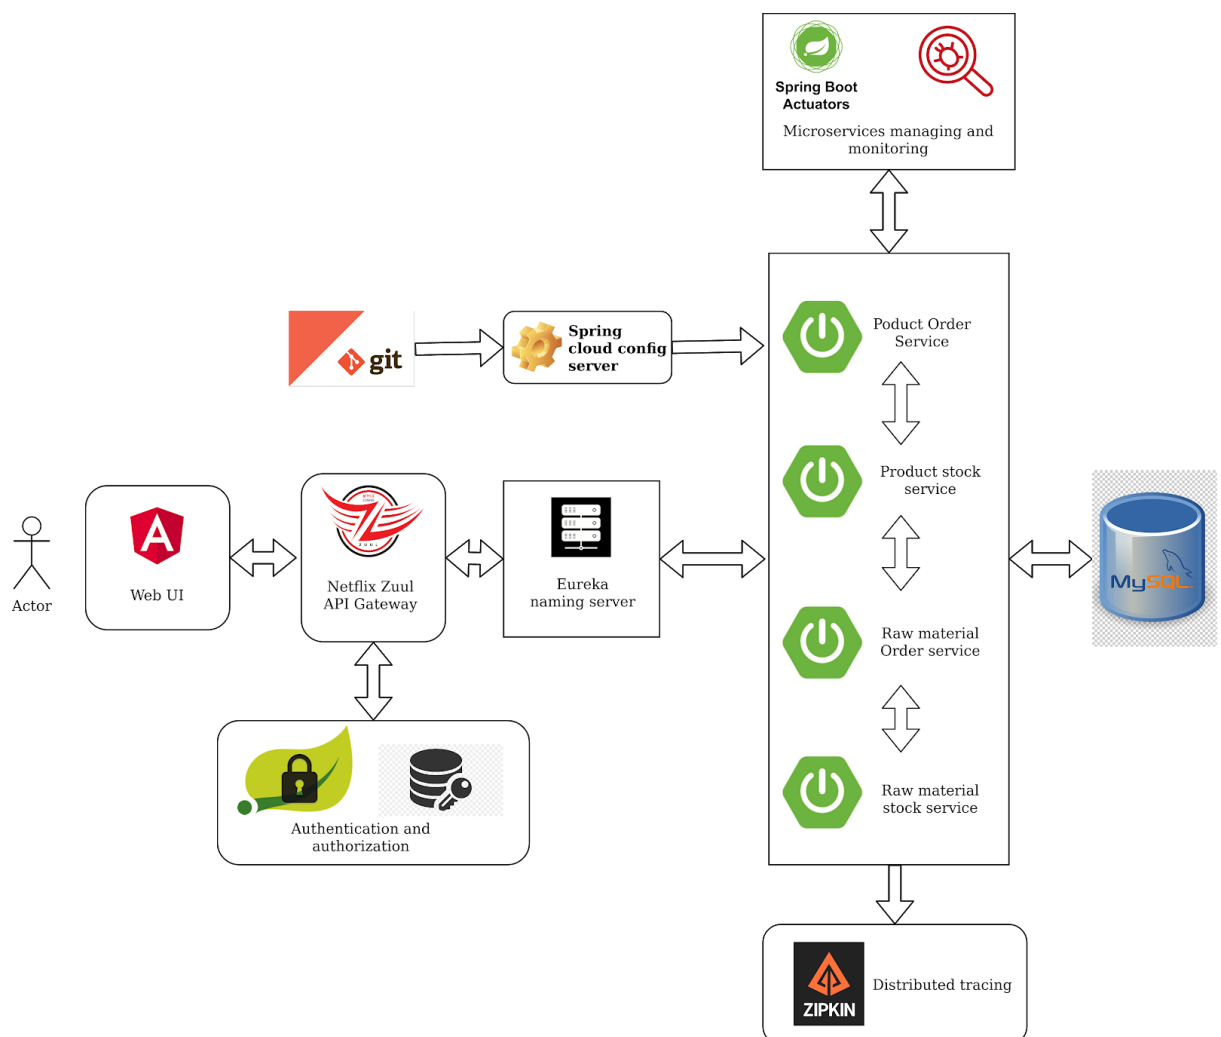 Spring Boot
Actuators
Microservices managing and
monitoring
git
Spring
cloud config
server
Poduct Order
Service
Product stock
service
Raw material
Order service
Raw material
stock service
Actor
Web UI
ZUUL
Netflix Zuul
API Gateway
Eureka
naming server
MySQL
Authentication and
authorization
ZIPKIN
Distributed tracing